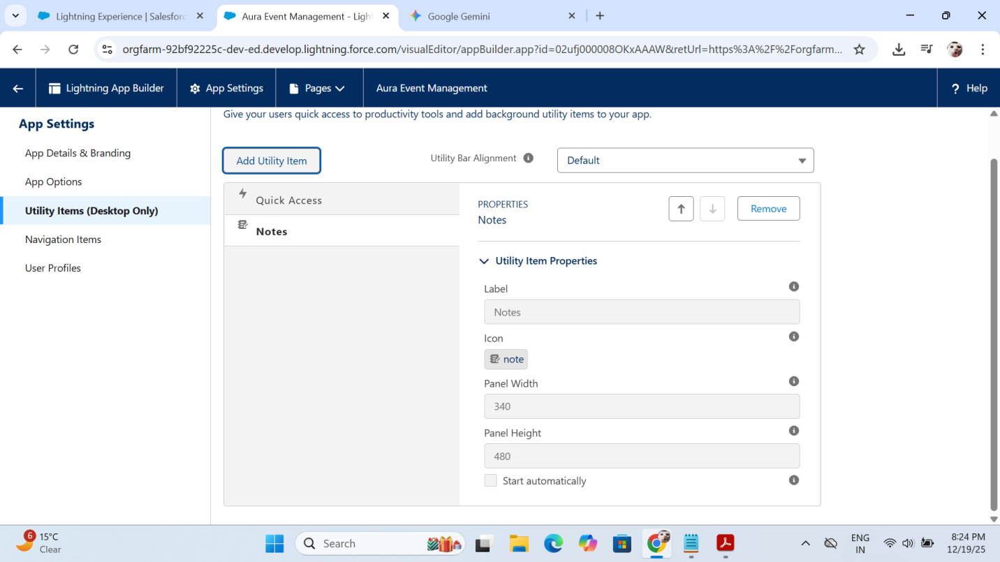 Lightning Experience | Salesforc
Aura Event Management - Ligh
Google Gemini
orgfarm-92bf92225c-dev-ed.develop.lightning.force.com/visualEditor/appBuilder.app?id=02ufj000008OKxAAAW&retUrl=https%3A%2F%2Forgfarm...
Lightning App Builder
App Settings
Pages
Aura Event Management
? Help
App Settings
App Details & Branding
App Options
Utility Items (Desktop Only)
Navigation Items
User Profiles
Give your users quick access to productivity tools and add background utility items to your app.
Add Utility Item
Utility Bar Alignment
Default
Quick Access
Notes
PROPERTIES
Notes
Remove
Utility Item Properties
Label
Notes
Icon
note
Panel Width
340
Panel Height
480
Start automatically
6
15°C
Clear
Search
ENG
IN
8:24 PM
12/19/25